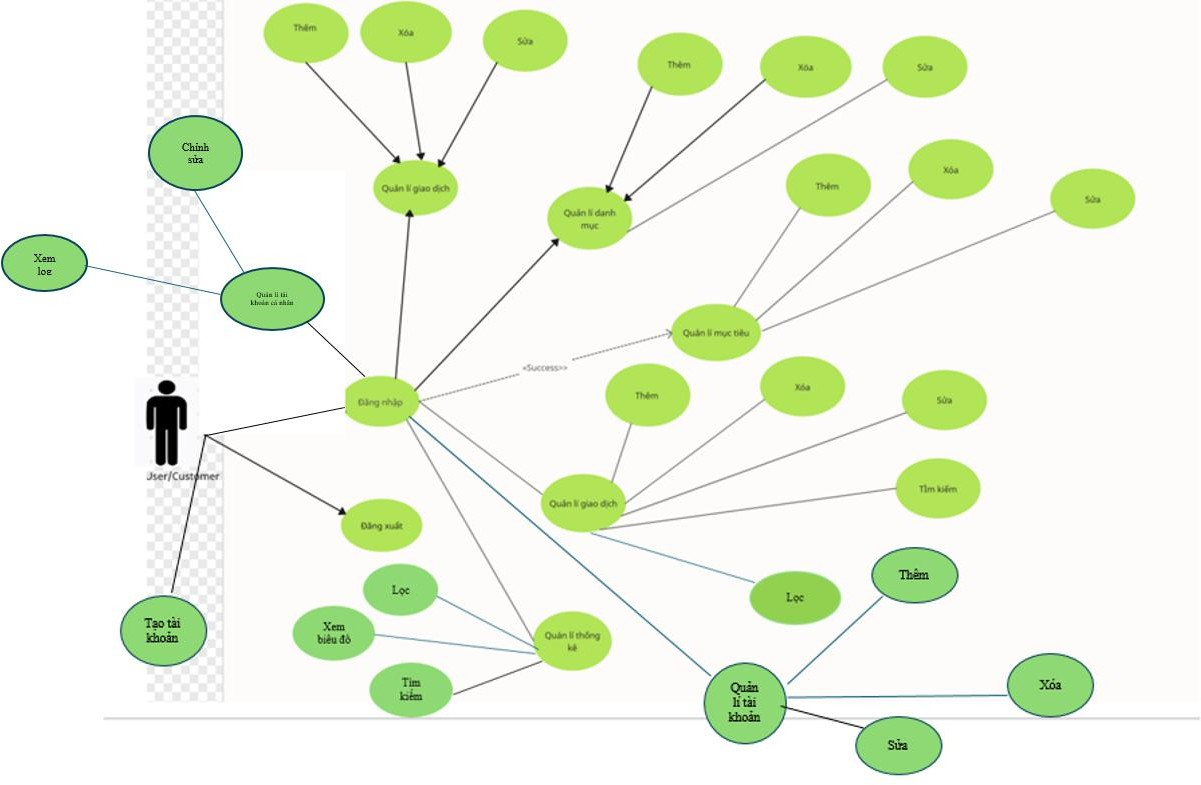 Thêm
Xóa
Sửa
Thêm
Xóa
Sửa
Chỉnh
sửa
Quản lí giao dịch
Quản lí danh
mục
Thêm
Xóa
Sửa
Xem
log
Quản lí tài
khoản cá nhân
Quản lí mục tiêu
<Success>>
Đăng nhập
Thêm
Xóa
Sửa
User/Customer
Quản lí giao dịch
Tìm kiếm
Đăng xuất
Lọc
Lọc
Thêm
Tạo tài
khoản
Xem
biểu đồ
Quản lí thống
kê
Tìm
kiếm
Quản
lí tài
khoản
Xóa
Sửa